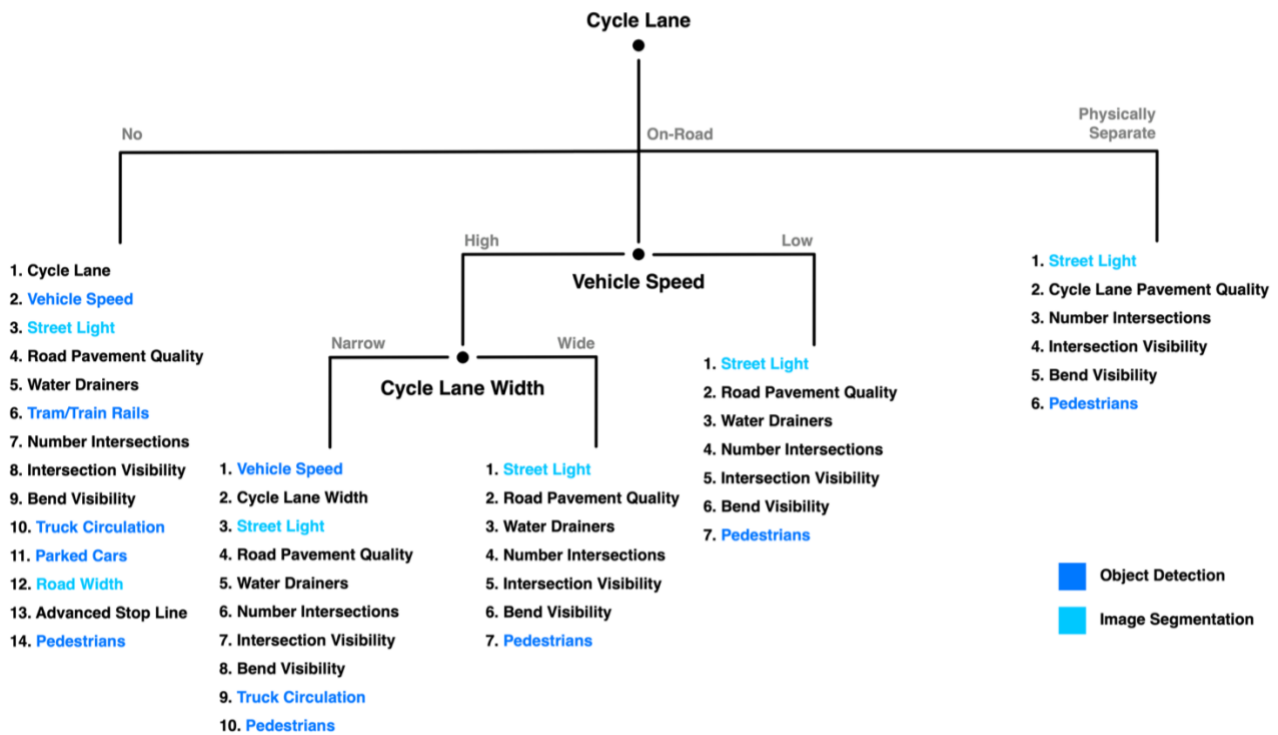 Cycle Lane
No
On-Road
Physically
Separate
High
Low
Vehicle Speed
Narrow
Wide
Cycle Lane Width
1. Cycle Lane
2. Vehicle Speed
3. Street Light
4. Road Pavement Quality
5. Water Drainers
6. Tram/Train Rails
7. Number Intersections
8. Intersection Visibility
9. Bend Visibility
10. Truck Circulation
11. Parked Cars
12. Road Width
13. Advanced Stop Line
14. Pedestrians
1. Vehicle Speed
2. Cycle Lane Width
3. Street Light
4. Road Pavement Quality
5. Water Drainers
6. Number Intersections
7. Intersection Visibility
8. Bend Visibility
9. Truck Circulation
10. Pedestrians
1. Street Light
2. Road Pavement Quality
3. Water Drainers
4. Number Intersections
5. Intersection Visibility
6. Bend Visibility
7. Pedestrians
1. Street Light
2. Road Pavement Quality
3. Water Drainers
4. Number Intersections
5. Intersection Visibility
6. Bend Visibility
7. Pedestrians
1. Street Light
2. Cycle Lane Pavement Quality
3. Number Intersections
4. Intersection Visibility
5. Bend Visibility
6. Pedestrians
Object Detection
Image Segmentation